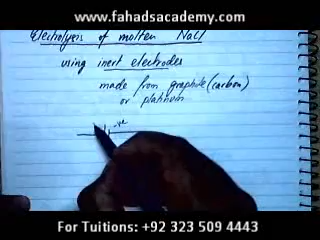 www.fahadsacademy.com
Electrolysis of molten NaCl
using inert electrodes
made from graphite (carbon)
or platinum
-ve
For Tuitions: +92 323 509 4443